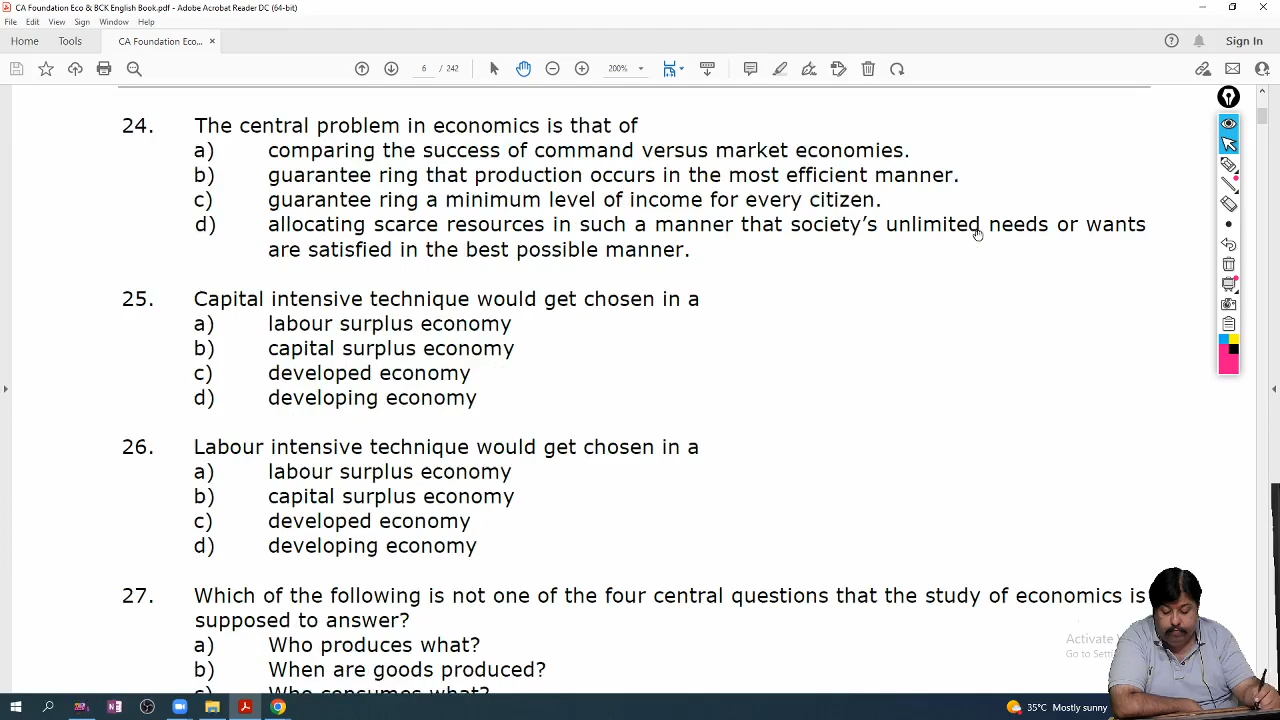 CA Foundation Eco & BCK English Book.pdf - Adobe Acrobat Reader DC (64-bit)
File Edit View Sign Window Help
Home Tools CA Foundation Eco... × Sign In
6 / 242 200%
24. The central problem in economics is that of
a) comparing the success of command versus market economies.
b) guarantee ring that production occurs in the most efficient manner.
c) guarantee ring a minimum level of income for every citizen.
d) allocating scarce resources in such a manner that society's unlimited needs or wants
are satisfied in the best possible manner.
25. Capital intensive technique would get chosen in a
a) labour surplus economy
b) capital surplus economy
c) developed economy
d) developing economy
26. Labour intensive technique would get chosen in a
a) labour surplus economy
b) capital surplus economy
c) developed economy
d) developing economy
27. Which of the following is not one of the four central questions that the study of economics is
supposed to answer?
a) Who produces what?
b) When are goods produced?
c) Who consumes what?
Activate
Go to Setti
35°C Mostly sunny